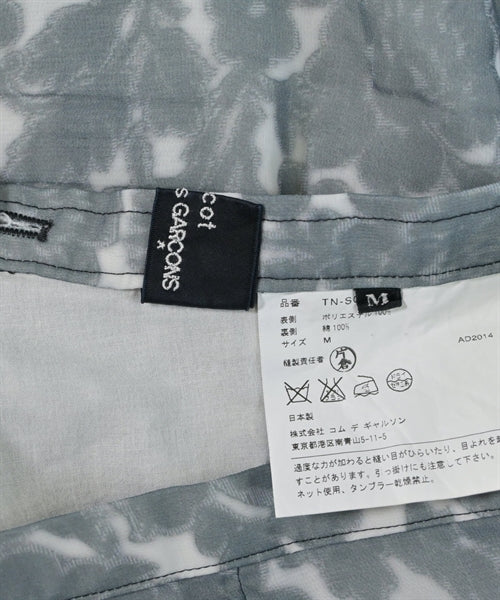 cot
GARÇONS
M
品番 TN-S
表側 ポリエステル 100%
裏側 綿100%
サイズ M
AD2014
縫製責任者 片倉
日本製
株式会社 コム デ ギャルソン
東京都港区南青山5-11-5
過度な力が加わると縫い目がひらいたり、目よれを
すことがあります。引っ掛けにも注意して下さい。
ネット使用、タンブラー乾燥禁止。